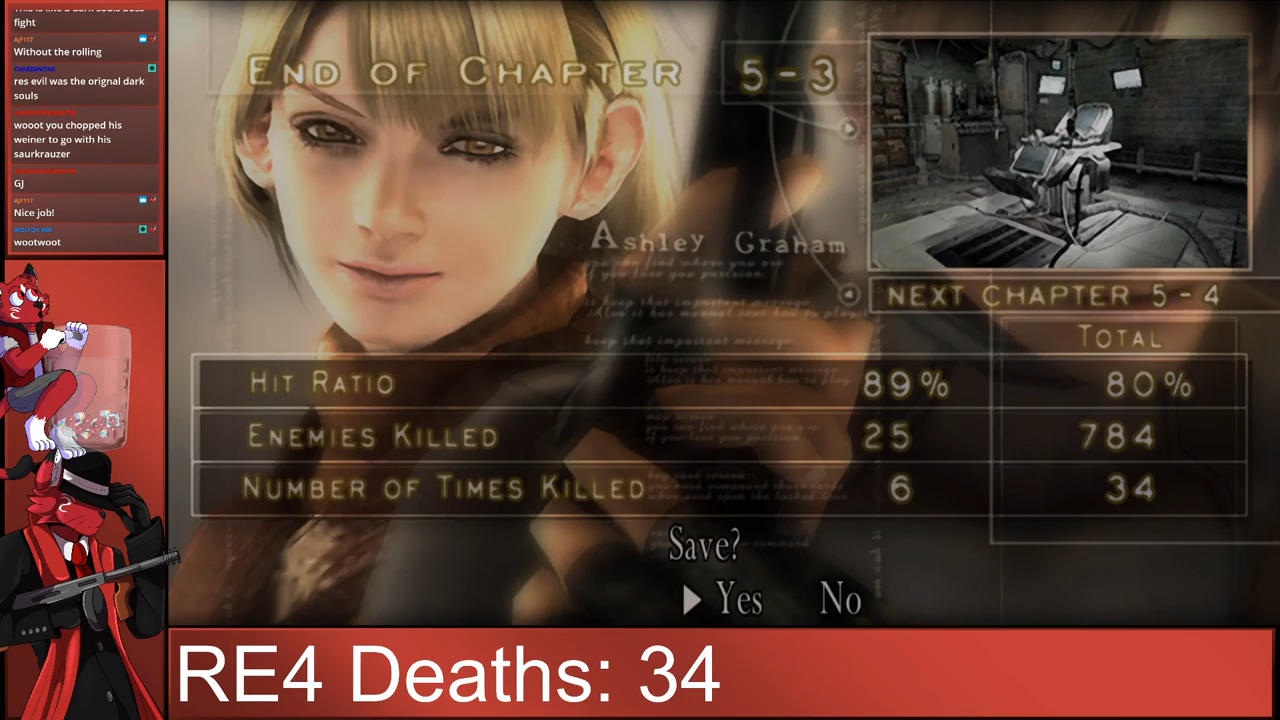 fight
AJF117
Without the rolling
res evil was the orignal dark
souls
wooot you chopped his
weiner to go with his
saurkrauzer
GJ
AJF117
Nice job!
wootwoot
END OF CHAPTER 5-3
ASHLEY GRAHAM
NEXT CHAPTER 5-4
TOTAL
HIT RATIO 89% 80%
ENEMIES KILLED 25 784
NUMBER OF TIMES KILLED 6 34
Save?
Yes No
RE4 Deaths: 34